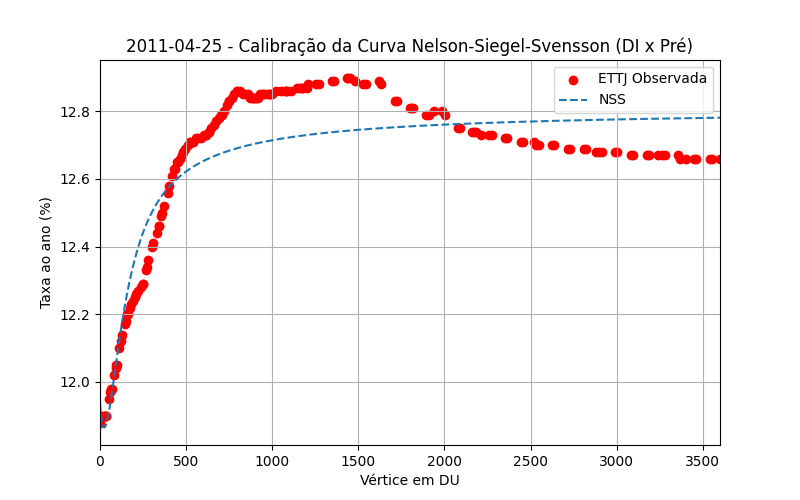 2011-04-25 - Calibração da Curva Nelson-Siegel-Svensson (DI x Pré)
ETTJ Observada
NSS
Taxa ao ano (%)
12.8
12.6
12.4
12.2
12.0
0 500 1000 1500 2000 2500 3000 3500
Vértice em DU